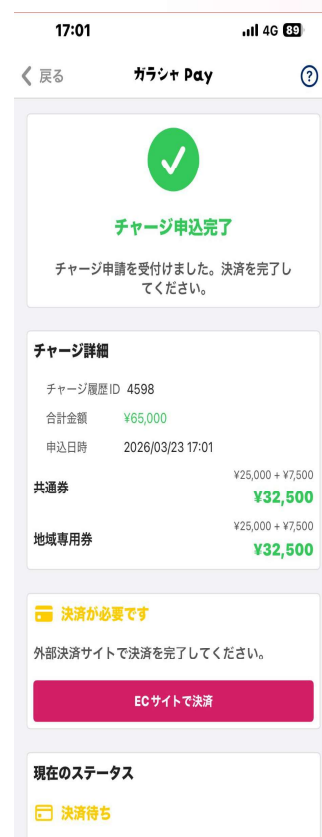 17:01
4G 89
戻る
ガラシャ Pay
?
チャージ申込完了
チャージ申請を受付けました。決済を完了し
てください。
チャージ詳細
チャージ履歴ID 4598
合計金額 ¥65,000
申込日時 2026/03/23 17:01
¥25,000 + ¥7,500
共通券
¥32,500
¥25,000 + ¥7,500
地域専用券
¥32,500
決済が必要です
外部決済サイトで決済を完了してください。
ECサイトで決済
現在のステータス
決済待ち